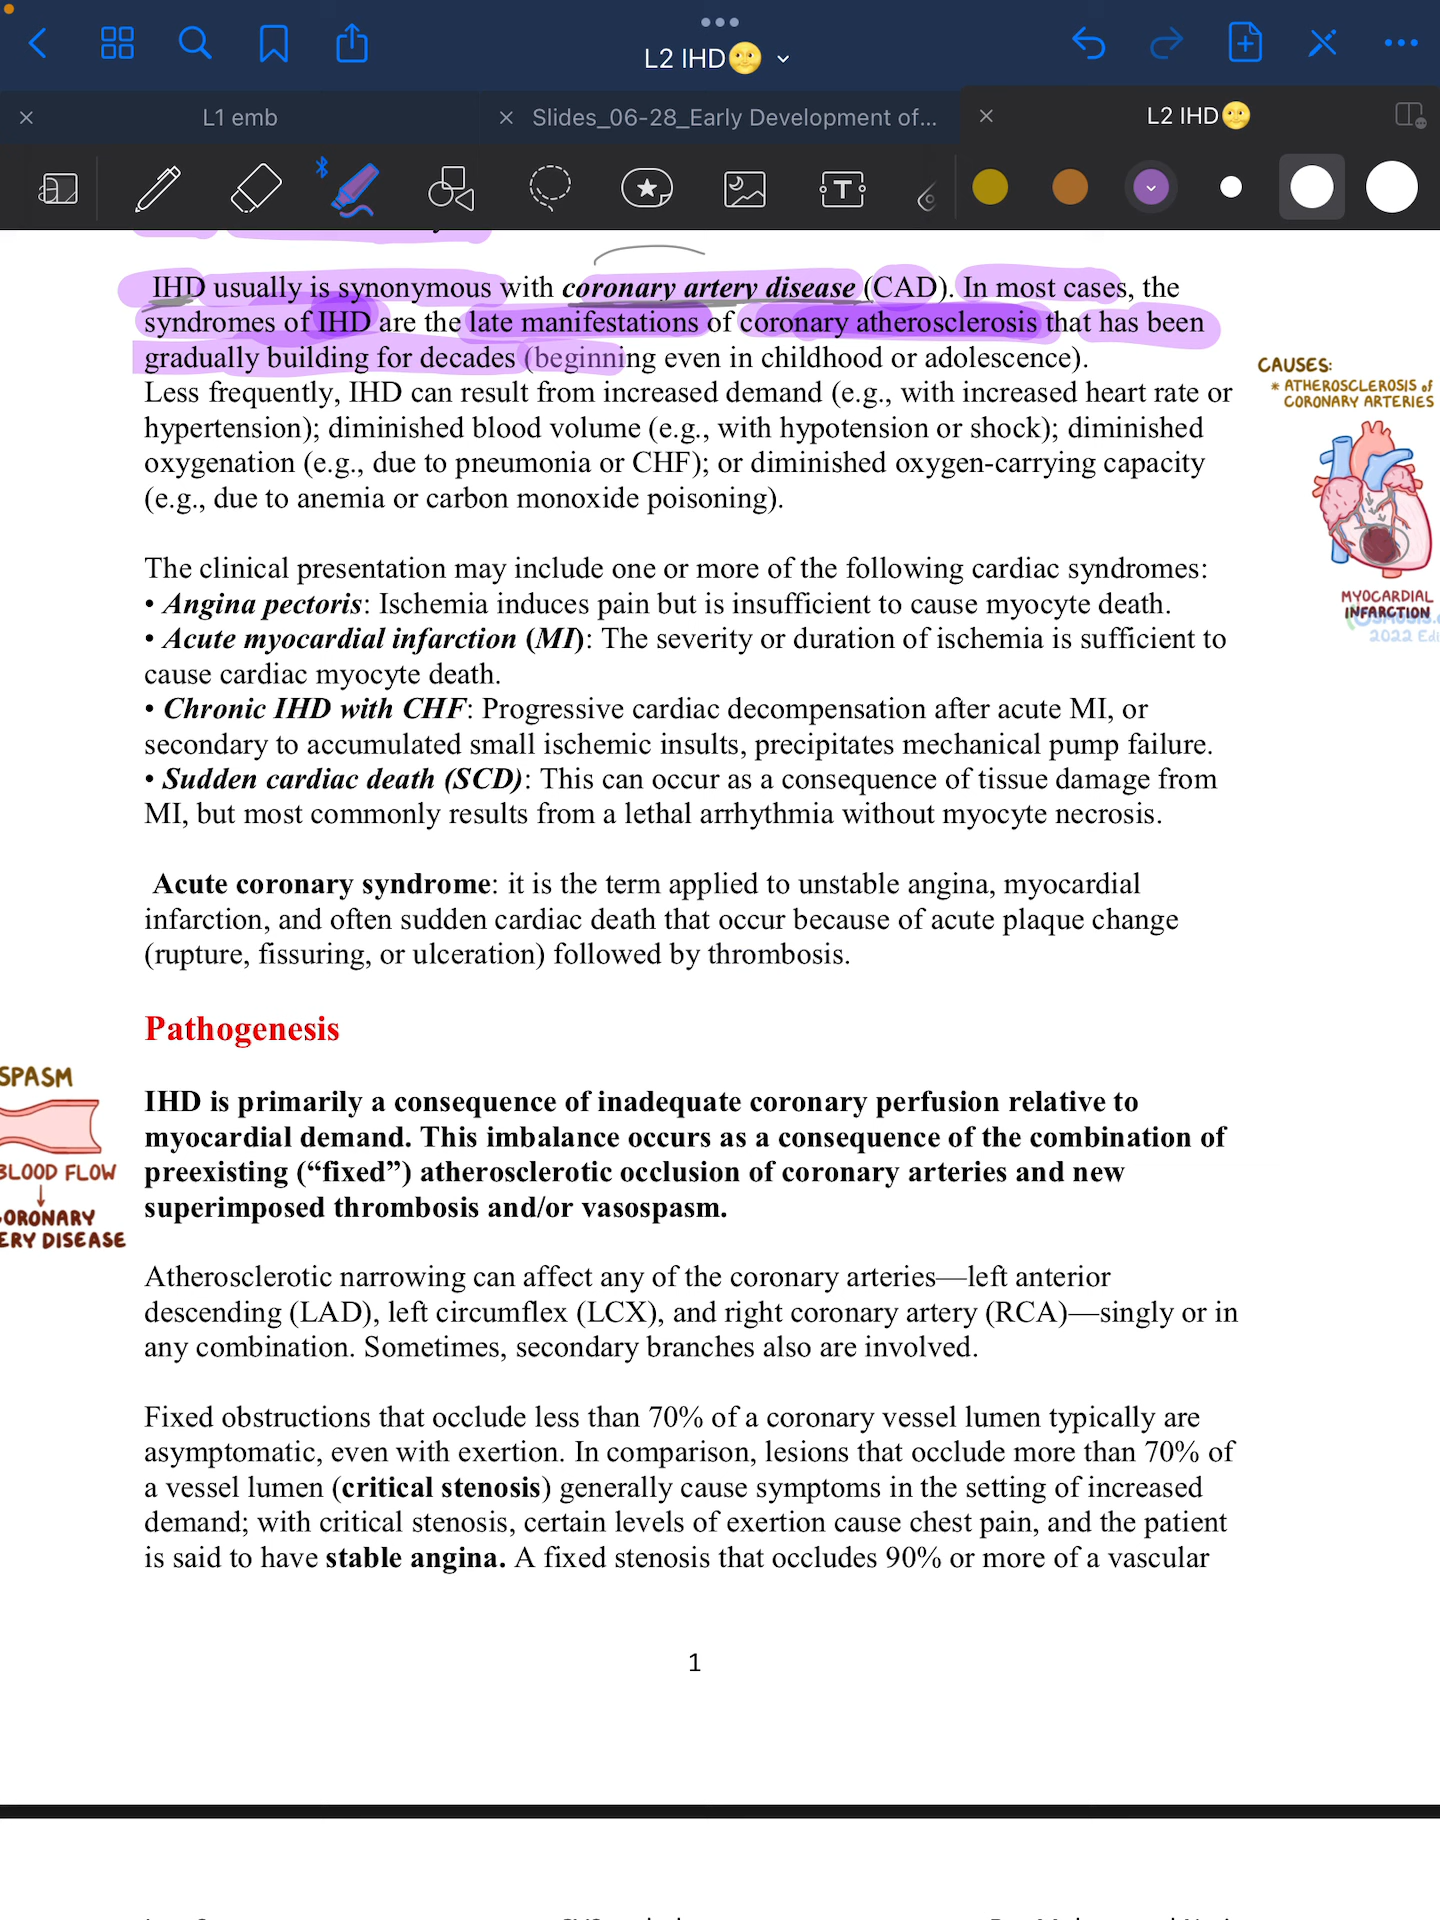 L2 IHD🌝
L1 emb
Slides_06-28_Early Development of...
L2 IHD🌝
IHD usually is synonymous with coronary artery disease (CAD). In most cases, the
syndromes of IHD are the late manifestations of coronary atherosclerosis that has been
gradually building for decades (beginning even in childhood or adolescence).
Less frequently, IHD can result from increased demand (e.g., with increased heart rate or
hypertension); diminished blood volume (e.g., with hypotension or shock); diminished
oxygenation (e.g., due to pneumonia or CHF); or diminished oxygen-carrying capacity
(e.g., due to anemia or carbon monoxide poisoning).
CAUSES:
* ATHEROSCLEROSIS of
CORONARY ARTERIES
MYOCARDIAL
INFARCTION
2022 Edi
The clinical presentation may include one or more of the following cardiac syndromes:
• Angina pectoris: Ischemia induces pain but is insufficient to cause myocyte death.
• Acute myocardial infarction (MI): The severity or duration of ischemia is sufficient to
cause cardiac myocyte death.
• Chronic IHD with CHF: Progressive cardiac decompensation after acute MI, or
secondary to accumulated small ischemic insults, precipitates mechanical pump failure.
• Sudden cardiac death (SCD): This can occur as a consequence of tissue damage from
MI, but most commonly results from a lethal arrhythmia without myocyte necrosis.
Acute coronary syndrome: it is the term applied to unstable angina, myocardial
infarction, and often sudden cardiac death that occur because of acute plaque change
(rupture, fissuring, or ulceration) followed by thrombosis.
Pathogenesis
SPASM
BLOOD FLOW
↓
ORONARY
ERY DISEASE
IHD is primarily a consequence of inadequate coronary perfusion relative to
myocardial demand. This imbalance occurs as a consequence of the combination of
preexisting (“fixed”) atherosclerotic occlusion of coronary arteries and new
superimposed thrombosis and/or vasospasm.
Atherosclerotic narrowing can affect any of the coronary arteries—left anterior
descending (LAD), left circumflex (LCX), and right coronary artery (RCA)—singly or in
any combination. Sometimes, secondary branches also are involved.
Fixed obstructions that occlude less than 70% of a coronary vessel lumen typically are
asymptomatic, even with exertion. In comparison, lesions that occlude more than 70% of
a vessel lumen (critical stenosis) generally cause symptoms in the setting of increased
demand; with critical stenosis, certain levels of exertion cause chest pain, and the patient
is said to have stable angina. A fixed stenosis that occludes 90% or more of a vascular
1